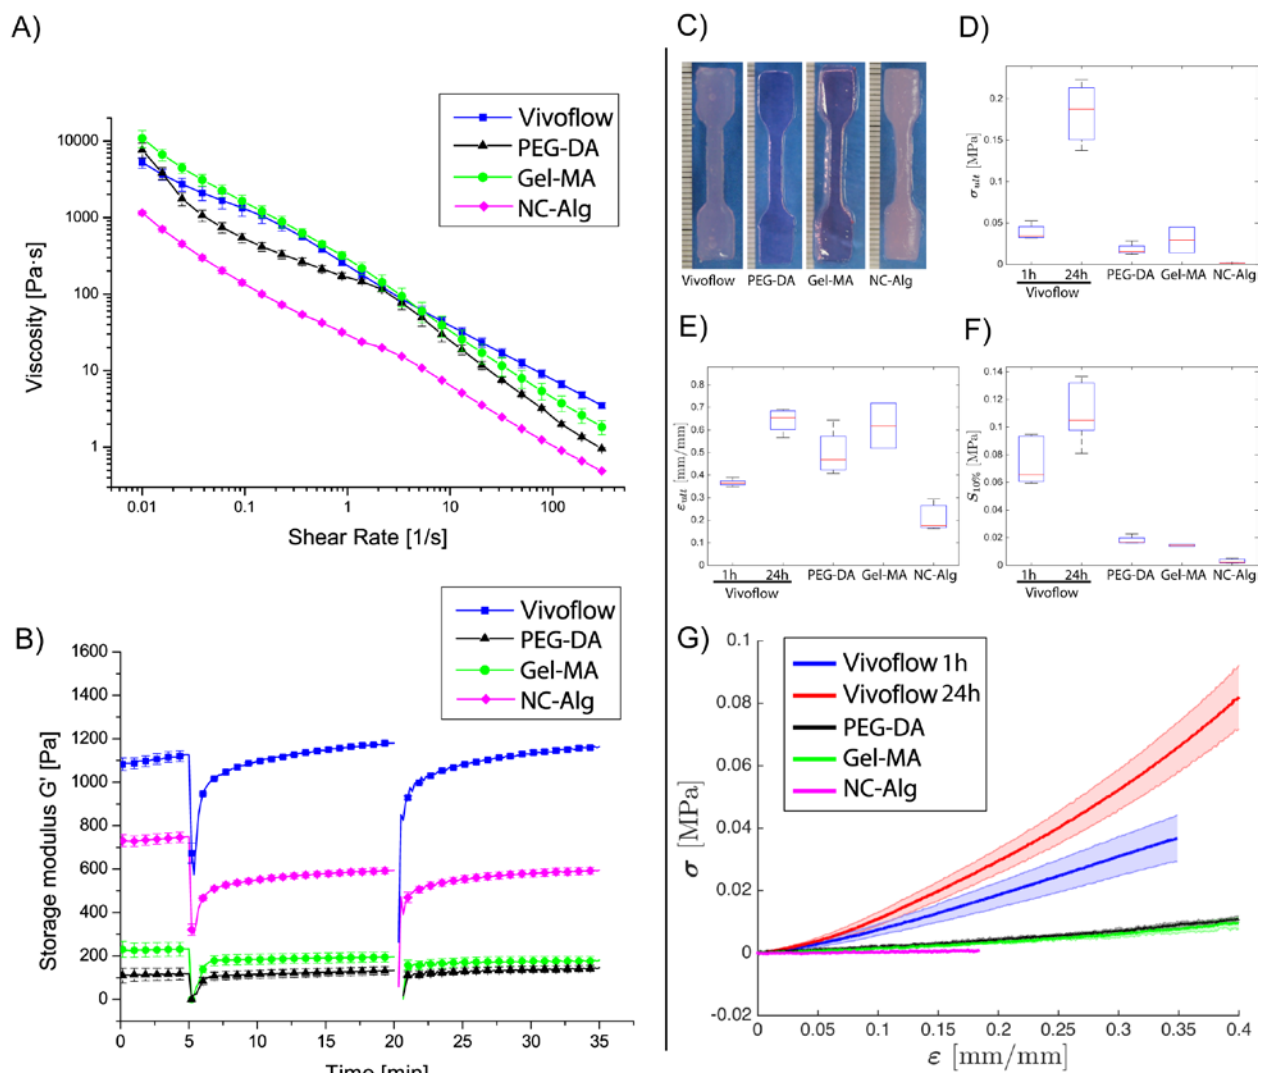 A)
Vivoflow
PEG-DA
Gel-MA
NC-Alg
10000
1000
100
10
1
Viscosity [Pa·s]
0.01
0.1
1
10
100
Shear Rate [1/s]
B)
Vivoflow
PEG-DA
Gel-MA
NC-Alg
1600
1400
1200
1000
800
600
400
200
0
Storage modulus G' [Pa]
0
5
10
15
20
25
30
35
Time [min]
C)
Vivoflow
PEG-DA
Gel-MA
NC-Alg
D)
0.2
0.15
0.1
0.05
0
σult [MPa]
1h
24h
PEG-DA
Gel-MA
NC-Alg
Vivoflow
E)
0.8
0.7
0.6
0.5
0.4
0.3
0.2
0.1
0
εult [mm/mm]
1h
24h
PEG-DA
Gel-MA
NC-Alg
Vivoflow
F)
0.14
0.12
0.1
0.08
0.06
0.04
0.02
0
S10% [MPa]
1h
24h
PEG-DA
Gel-MA
NC-Alg
Vivoflow
G)
Vivoflow 1h
Vivoflow 24h
PEG-DA
Gel-MA
NC-Alg
0.1
0.08
0.06
0.04
0.02
0
-0.02
σ [MPa]
0
0.05
0.1
0.15
0.2
0.25
0.3
0.35
0.4
ε [mm/mm]